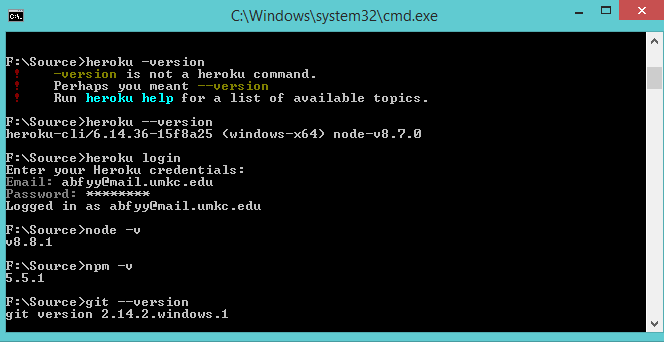 C:\Windows\system32\cmd.exe
F:\Source>heroku -version
! -version is not a heroku command.
! Perhaps you meant --version
! Run heroku help for a list of available topics.
F:\Source>heroku --version
heroku-cli/6.14.36-15f8a25 (windows-x64) node-v8.7.0
F:\Source>heroku login
Enter your Heroku credentials:
Email: abfyy@mail.umkc.edu
Password: ********
Logged in as abfyy@mail.umkc.edu
F:\Source>node -v
v8.8.1
F:\Source>npm -v
5.5.1
F:\Source>git --version
git version 2.14.2.windows.1